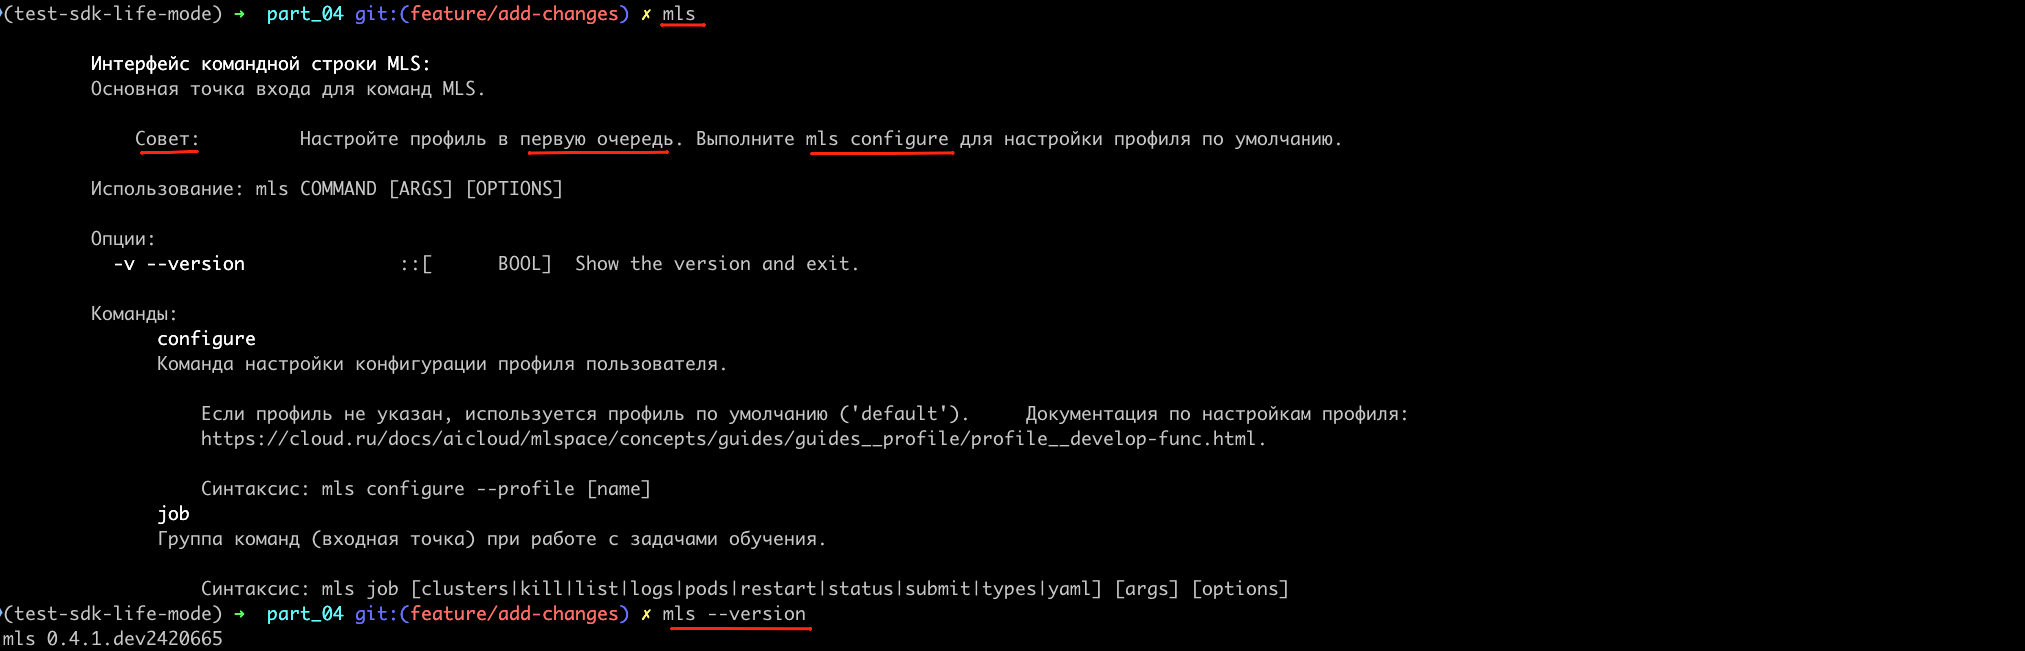 (test-sdk-life-mode) ➜ part_04 git:(feature/add-changes) ✗ mls
Интерфейс командной строки MLS:
Основная точка входа для команд MLS.
Совет: Настройте профиль в первую очередь. Выполните mls configure для настройки профиля по умолчанию.
Использование: mls COMMAND [ARGS] [OPTIONS]
Опции:
-v --version ::[ BOOL] Show the version and exit.
Команды:
configure
Команда настройки конфигурации профиля пользователя.
Если профиль не указан, используется профиль по умолчанию ('default'). Документация по настройкам профиля:
https://cloud.ru/docs/aicloud/mlspace/concepts/guides/guides__profile/profile__develop-func.html.
Синтаксис: mls configure --profile [name]
job
Группа команд (входная точка) при работе с задачами обучения.
Синтаксис: mls job [clusters|kill|list|logs|pods|restart|status|submit|types|yaml] [args] [options]
(test-sdk-life-mode) ➜ part_04 git:(feature/add-changes) ✗ mls --version
mls 0.4.1.dev2420665